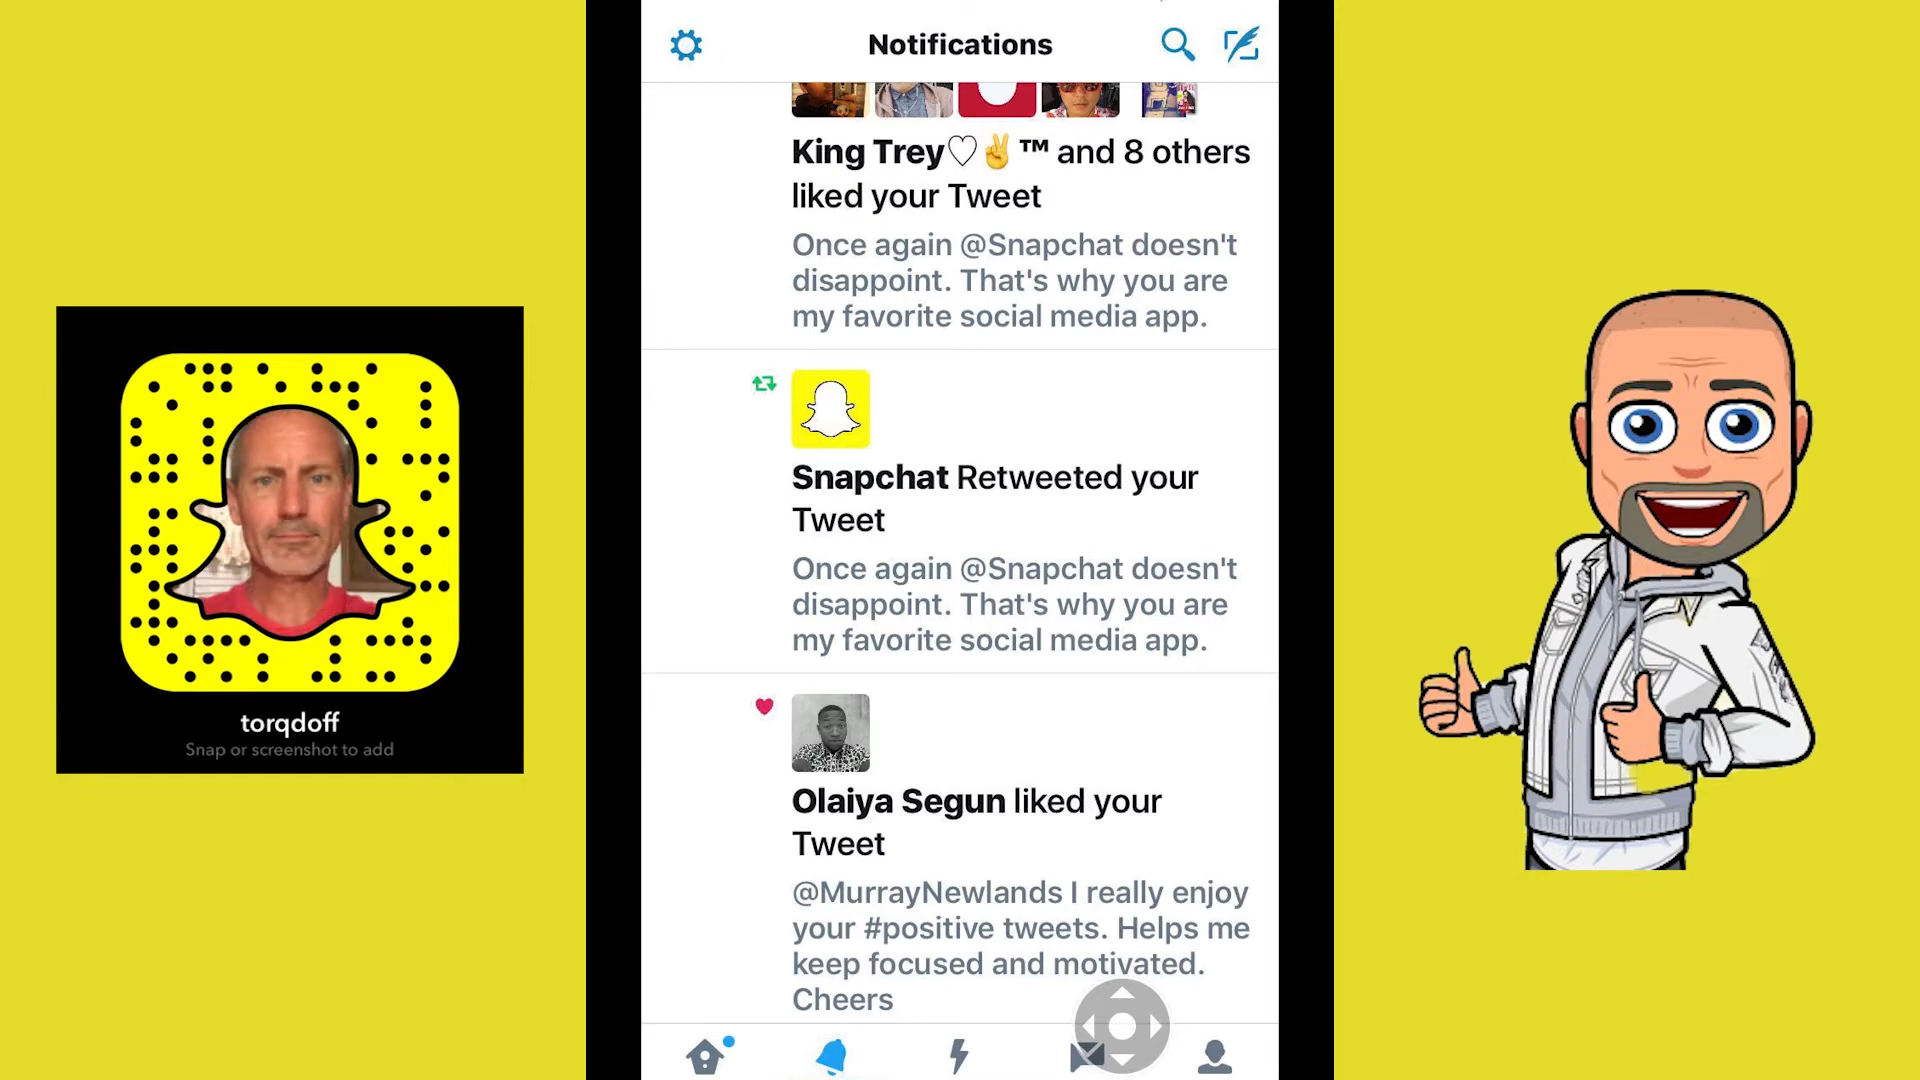 Notifications
King Trey♡✌️™ and 8 others
liked your Tweet
Once again @Snapchat doesn't
disappoint. That's why you are
my favorite social media app.
Snapchat Retweeted your
Tweet
Once again @Snapchat doesn't
disappoint. That's why you are
my favorite social media app.
Olaiya Segun liked your
Tweet
@MurrayNewlands I really enjoy
your #positive tweets. Helps me
keep focused and motivated.
Cheers
torqdoff
Snap or screenshot to add